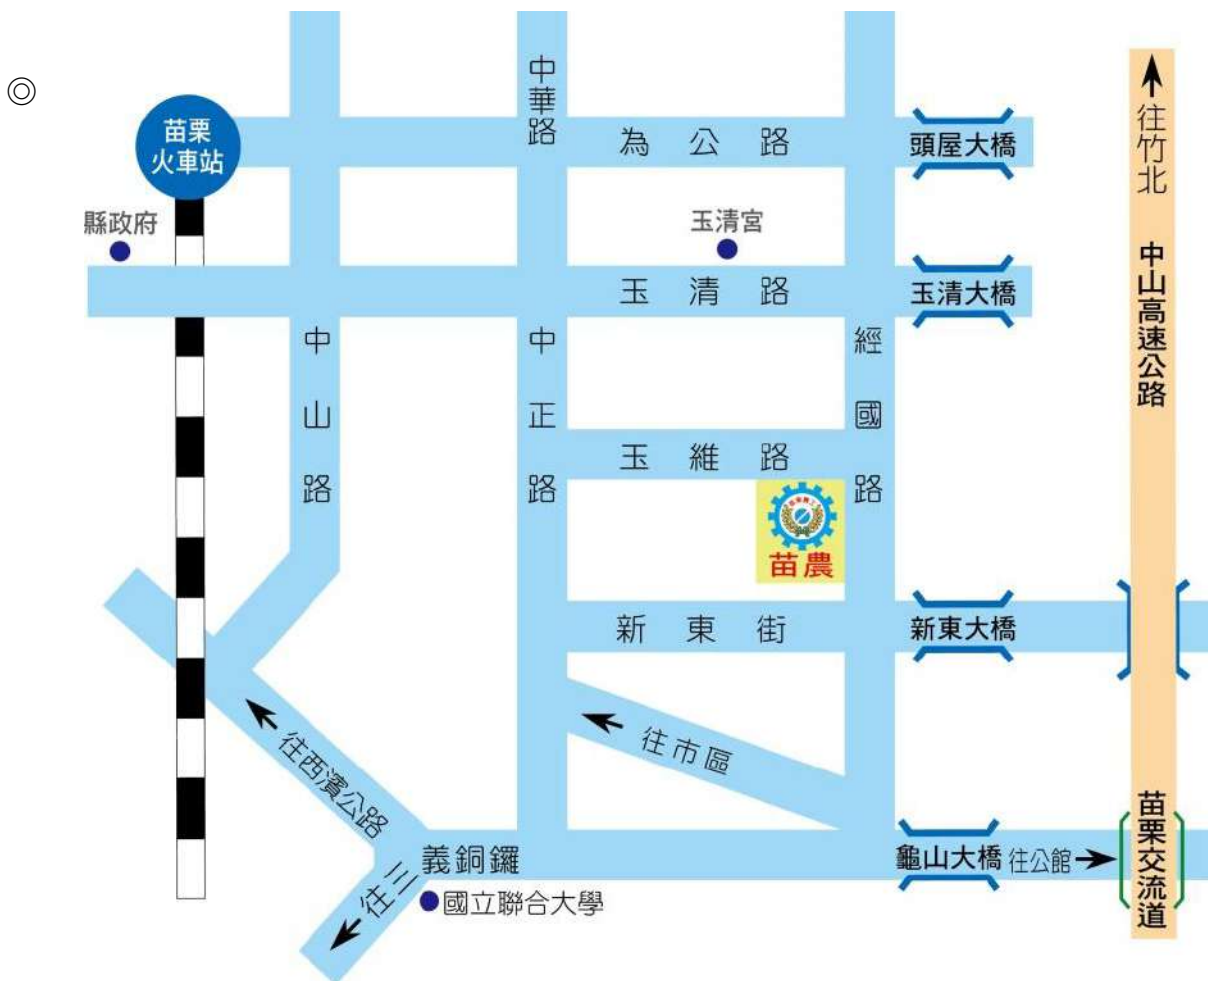 ◎
苗栗
火車站
縣政府
中華路
為公路
頭屋大橋
往竹北
玉清宮
玉清路
玉清大橋
中山高速公路
中山路
中正路
經國路
玉維路
苗農
新東街
新東大橋
往西濱公路
往市區
往三義銅鑼
國立聯合大學
龜山大橋
往公館
苗栗交流道